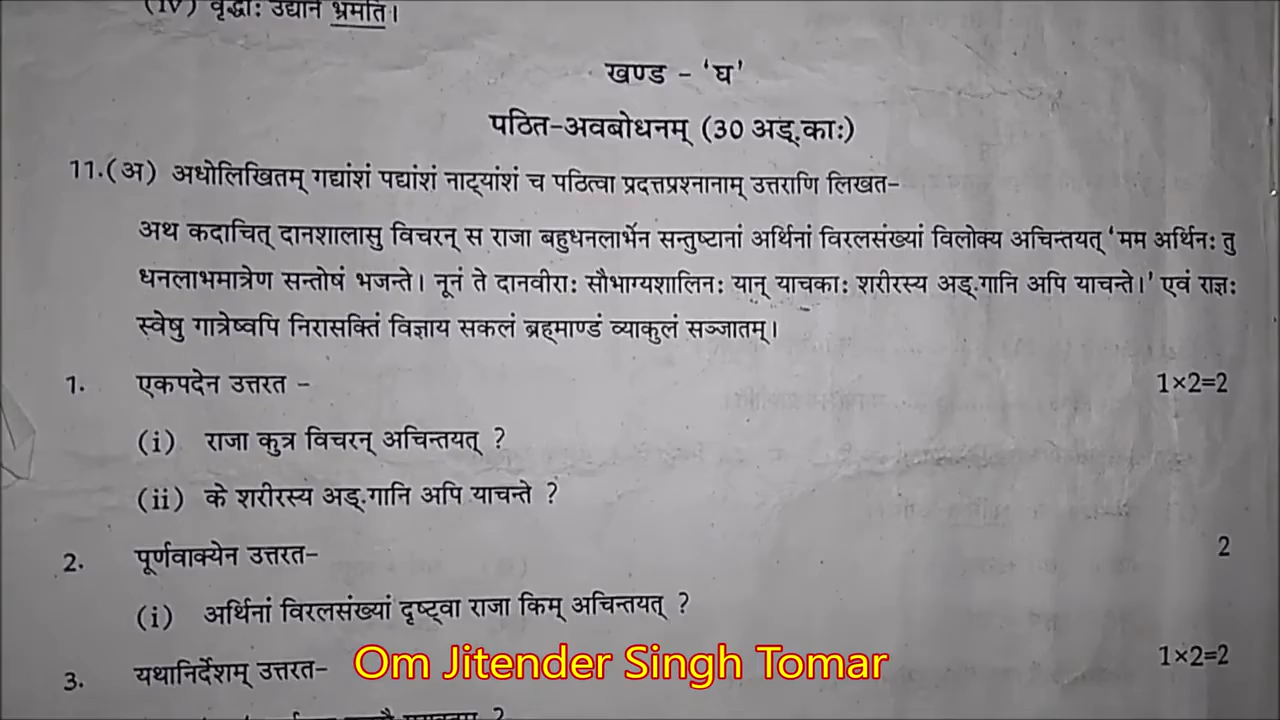 (iv) वृद्धाः उद्याने भ्रमति।
खण्ड - 'घ'
पठित-अवबोधनम् (30 अङ्काः)
11.(अ) अधोलिखितम् गद्यांशं पद्यांशं नाट्यांशं च पठित्वा प्रदत्तप्रश्नानाम् उत्तराणि लिखत-
अथ कदाचित् दानशालासु विचरन् स राजा बहुधनलाभेन सन्तुष्टानां अर्थिनां विरलसंख्यां विलोक्य अचिन्तयत् 'मम अर्थिनः तु
धनलाभमात्रेण सन्तोषं भजन्ते। नूनं ते दानवीराः सौभाग्यशालिनः यान् याचकाः शरीरस्य अङ्गानि अपि याचन्ते।' एवं राज्ञः
स्वेषु गात्रेष्वपि निरासक्तिं विज्ञाय सकलं ब्रह्माण्डं व्याकुलं सञ्जातम्।
1. एकपदेन उत्तरत - 1×2=2
(i) राजा कुत्र विचरन् अचिन्तयत् ?
(ii) के शरीरस्य अङ्गानि अपि याचन्ते ?
2. पूर्णवाक्येन उत्तरत- 2
(i) अर्थिनां विरलसंख्यां दृष्ट्वा राजा किम् अचिन्तयत् ?
3. यथानिर्देशम् उत्तरत- 1×2=2
Om Jitender Singh Tomar